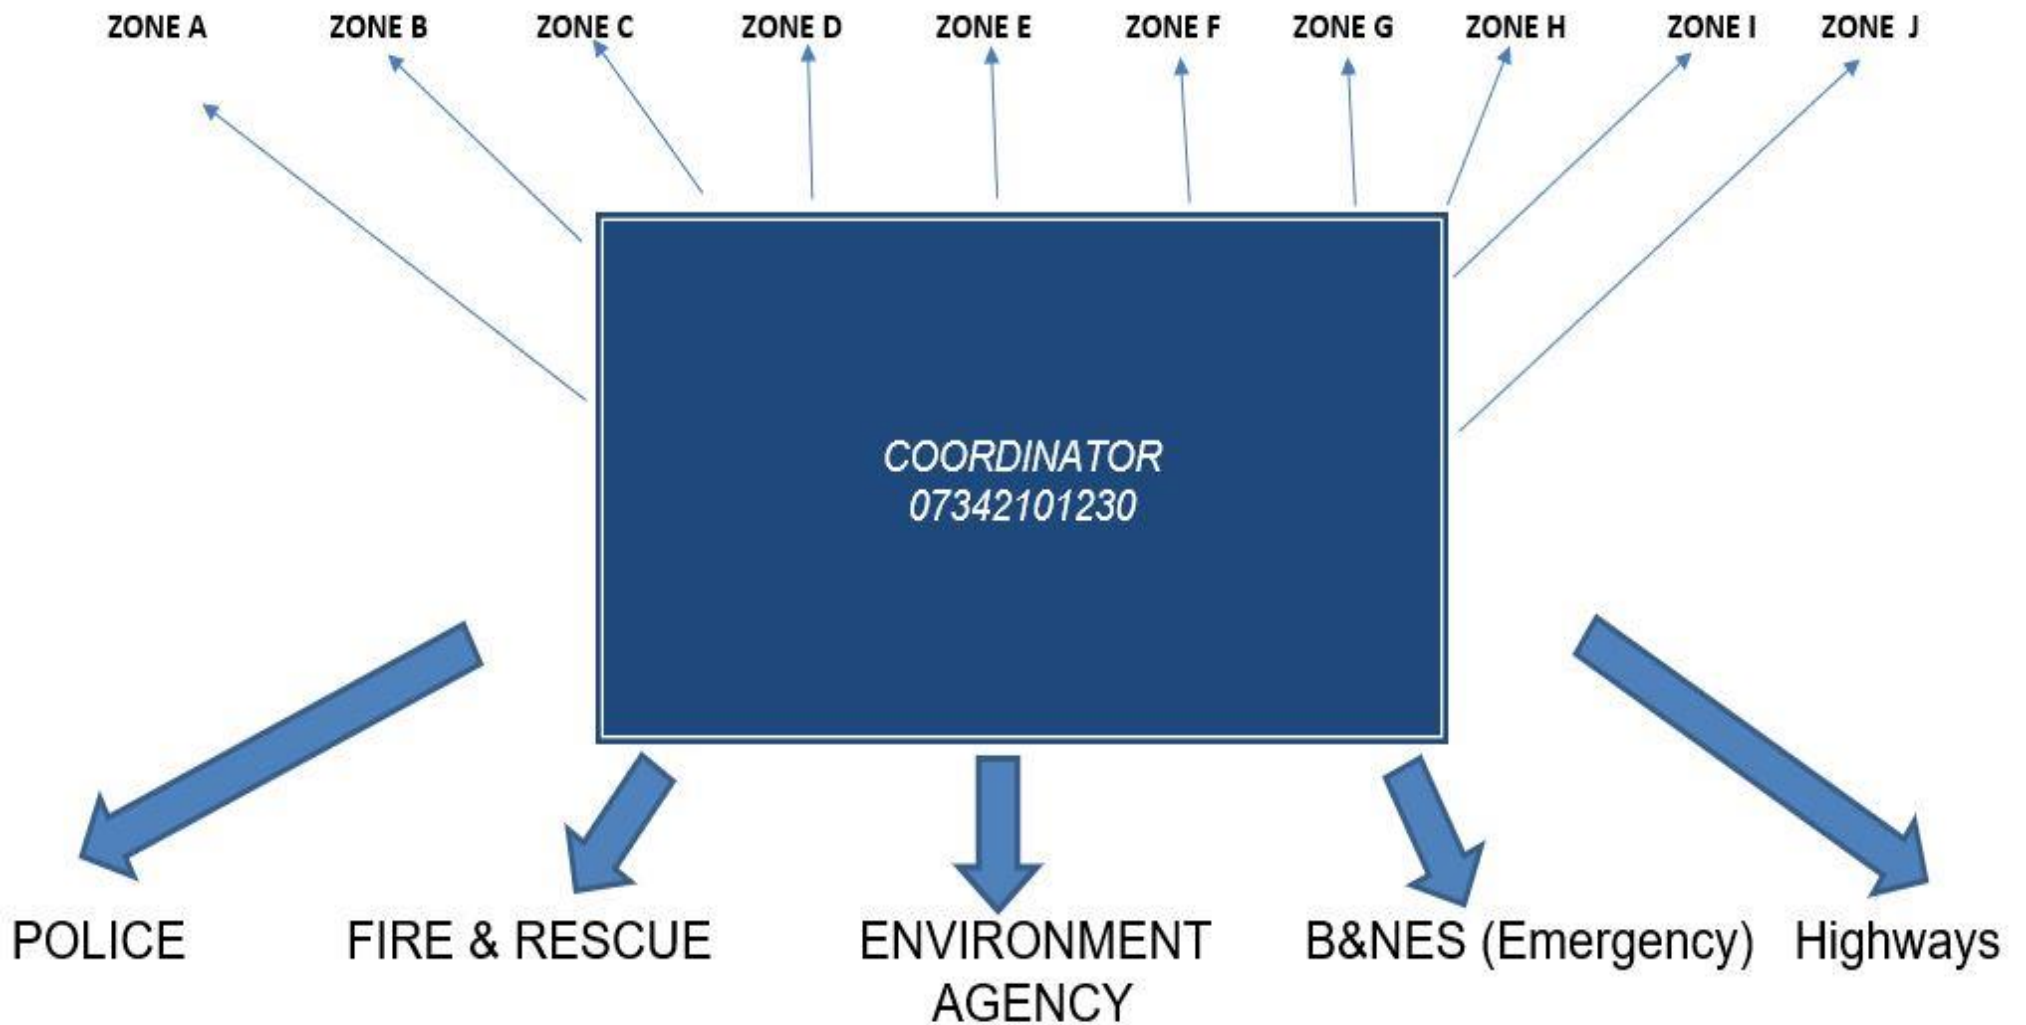 ZONE A ZONE B ZONE C ZONE D ZONE E ZONE F ZONE G ZONE H ZONE I ZONE J
COORDINATOR
07342101230
POLICE FIRE & RESCUE ENVIRONMENT B&NES (Emergency) Highways
AGENCY